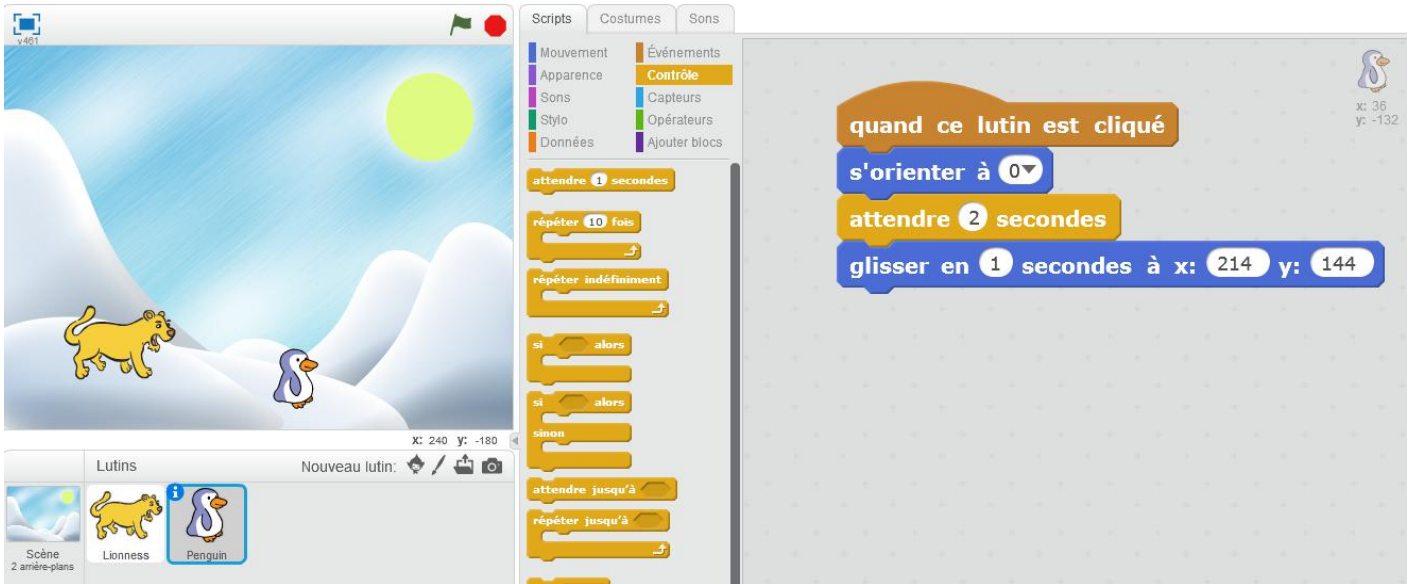 v461
Scripts
Costumes
Sons
Mouvement
Événements
Apparence
Contrôle
Sons
Capteurs
Stylo
Opérateurs
Données
Ajouter blocs
attendre 1 secondes
répéter 10 fois
répéter indéfiniment
si alors
si alors
sinon
attendre jusqu'à
répéter jusqu'à
quand ce lutin est cliqué
s'orienter à 0
attendre 2 secondes
glisser en 1 secondes à x: 214 y: 144
x: 36
y: -132
x: 240 y: -180
Lutins
Nouveau lutin:
Scène
2 arrière-plans
Lionness
Penguin